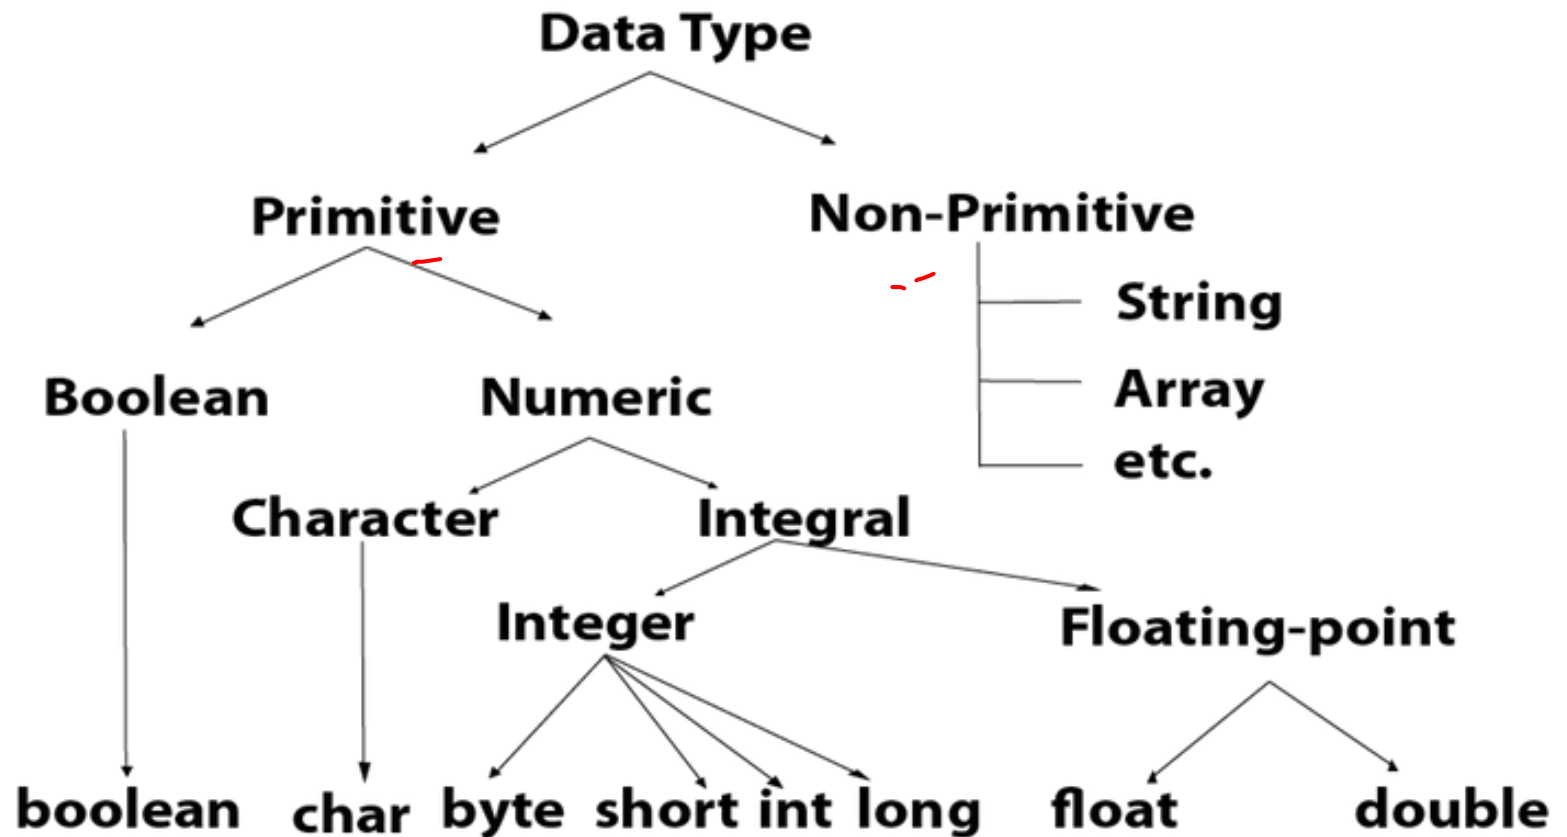 Data Type
Primitive
Non-Primitive
String
Array
etc.
Boolean
Numeric
Character
Integral
Integer
Floating-point
boolean
char
byte
short
int
long
float
double